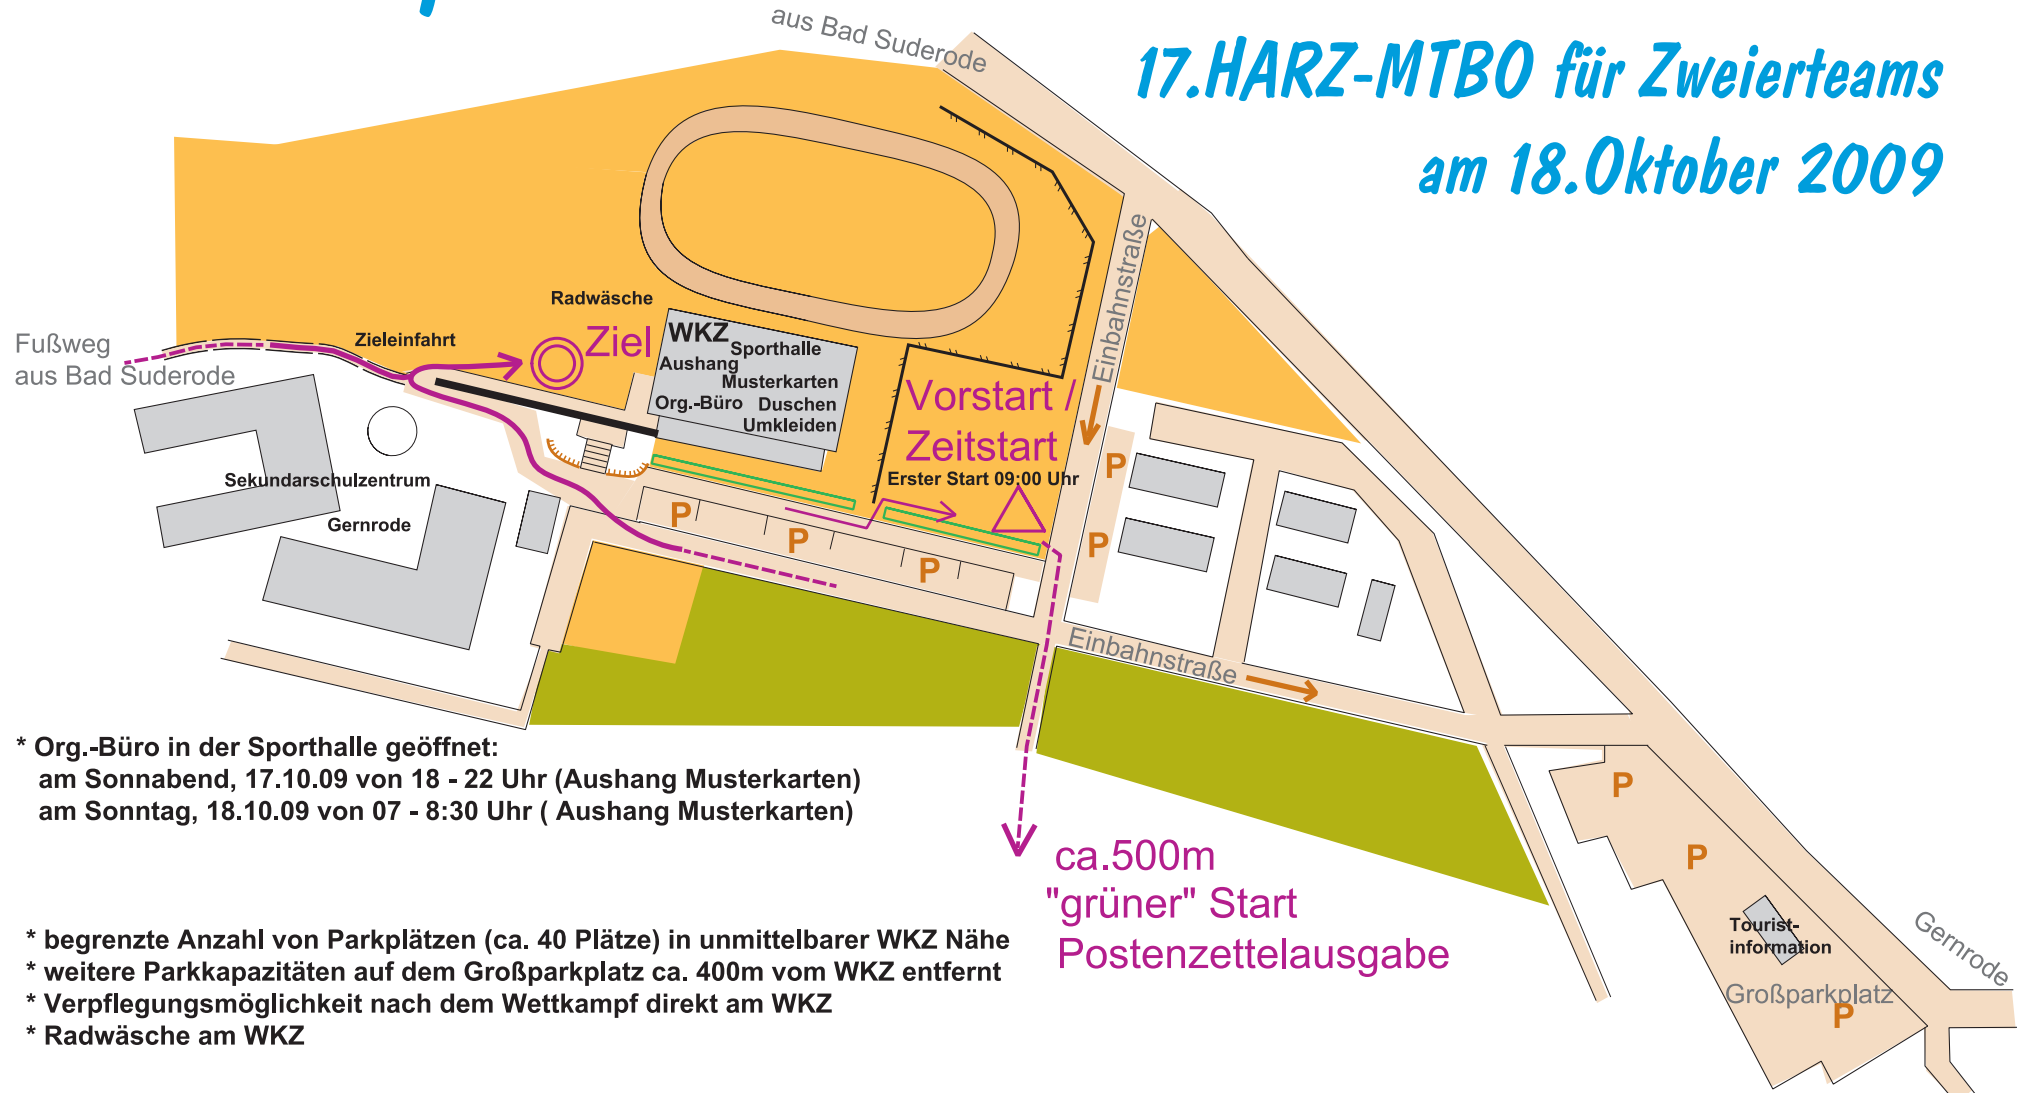 aus Bad Suderode
17.HARZ-MTBO für Zweierteams
am 18.Oktober 2009
Einbahnstraße
Radwäsche
Fußweg
aus Bad Suderode
Zieleinfahrt
Ziel
WKZ
Sporthalle
Aushang
Musterkarten
Org.-Büro
Duschen
Umkleiden
Vorstart /
Zeitstart
Erster Start 09:00 Uhr
Sekundarschulzentrum
Gernrode
P
P
P
P
P
Einbahnstraße
* Org.-Büro in der Sporthalle geöffnet:
am Sonnabend, 17.10.09 von 18 - 22 Uhr (Aushang Musterkarten)
am Sonntag, 18.10.09 von 07 - 8:30 Uhr ( Aushang Musterkarten)
ca.500m
"grüner" Start
Postenzettelausgabe
* begrenzte Anzahl von Parkplätzen (ca. 40 Plätze) in unmittelbarer WKZ Nähe
* weitere Parkkapazitäten auf dem Großparkplatz ca. 400m vom WKZ entfernt
* Verpflegungsmöglichkeit nach dem Wettkampf direkt am WKZ
* Radwäsche am WKZ
P
P
Tourist-
information
Großparkplatz
P
Gernrode